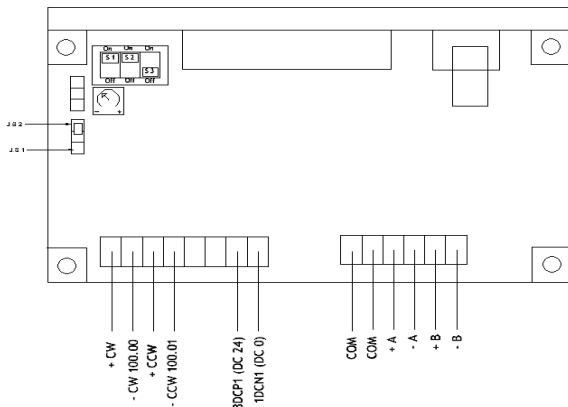 On On On
S1 S2
S3
Off Off Off
- +
JS2
JS1
+ CW
- CW 100.00
+ CCW
- CCW 100.01
3DCP1 (DC 24)
1DCN1 (DC 0)
COM
COM
+ A
- A
+ B
- B